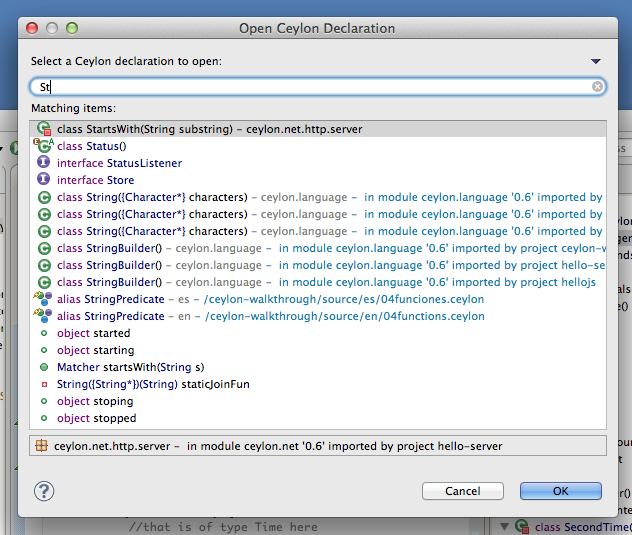 Open Ceylon Declaration
Select a Ceylon declaration to open:
St
Matching items:
class StartsWith(String substring) – ceylon.net.http.server
class Status()
interface StatusListener
interface Store
class String({Character*} characters) – ceylon.language – in module ceylon.language '0.6' imported by
class String({Character*} characters) – ceylon.language – in module ceylon.language '0.6' imported by
class String({Character*} characters) – ceylon.language – in module ceylon.language '0.6' imported by
class StringBuilder() – ceylon.language – in module ceylon.language '0.6' imported by project ceylon-w
class StringBuilder() – ceylon.language – in module ceylon.language '0.6' imported by project hello-se
class StringBuilder() – ceylon.language – in module ceylon.language '0.6' imported by project hellojs
alias StringPredicate – es – /ceylon-walkthrough/source/es/04funciones.ceylon
alias StringPredicate – en – /ceylon-walkthrough/source/en/04functions.ceylon
object started
object starting
Matcher startsWith(String s)
String({String*})(String) staticJoinFun
object stoping
object stopped
ceylon.net.http.server – in module ceylon.net '0.6' imported by project hello-server
? Cancel OK
//that is of type Time here
class SecondTime(